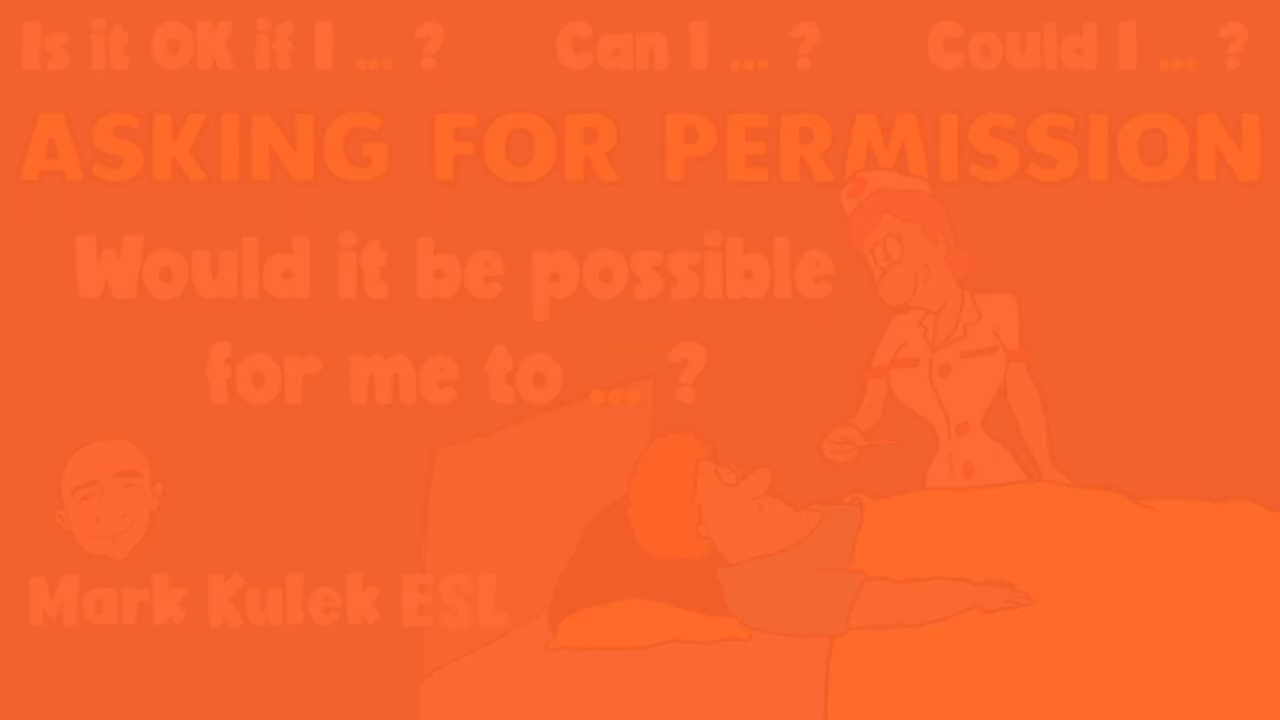 Is it OK if I ... ? Can I ... ? Could I ... ?
ASKING FOR PERMISSION
Would it be possible
for me to ... ?
Mark Kulek ESL